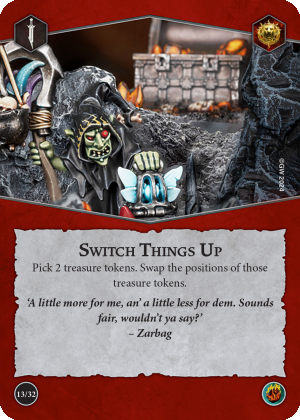 ©GW 2023
SWITCH THINGS UP
Pick 2 treasure tokens. Swap the positions of those
treasure tokens.
'A little more for me, an' a little less for dem. Sounds
fair, wouldn't ya say?'
– Zarbag
13/32